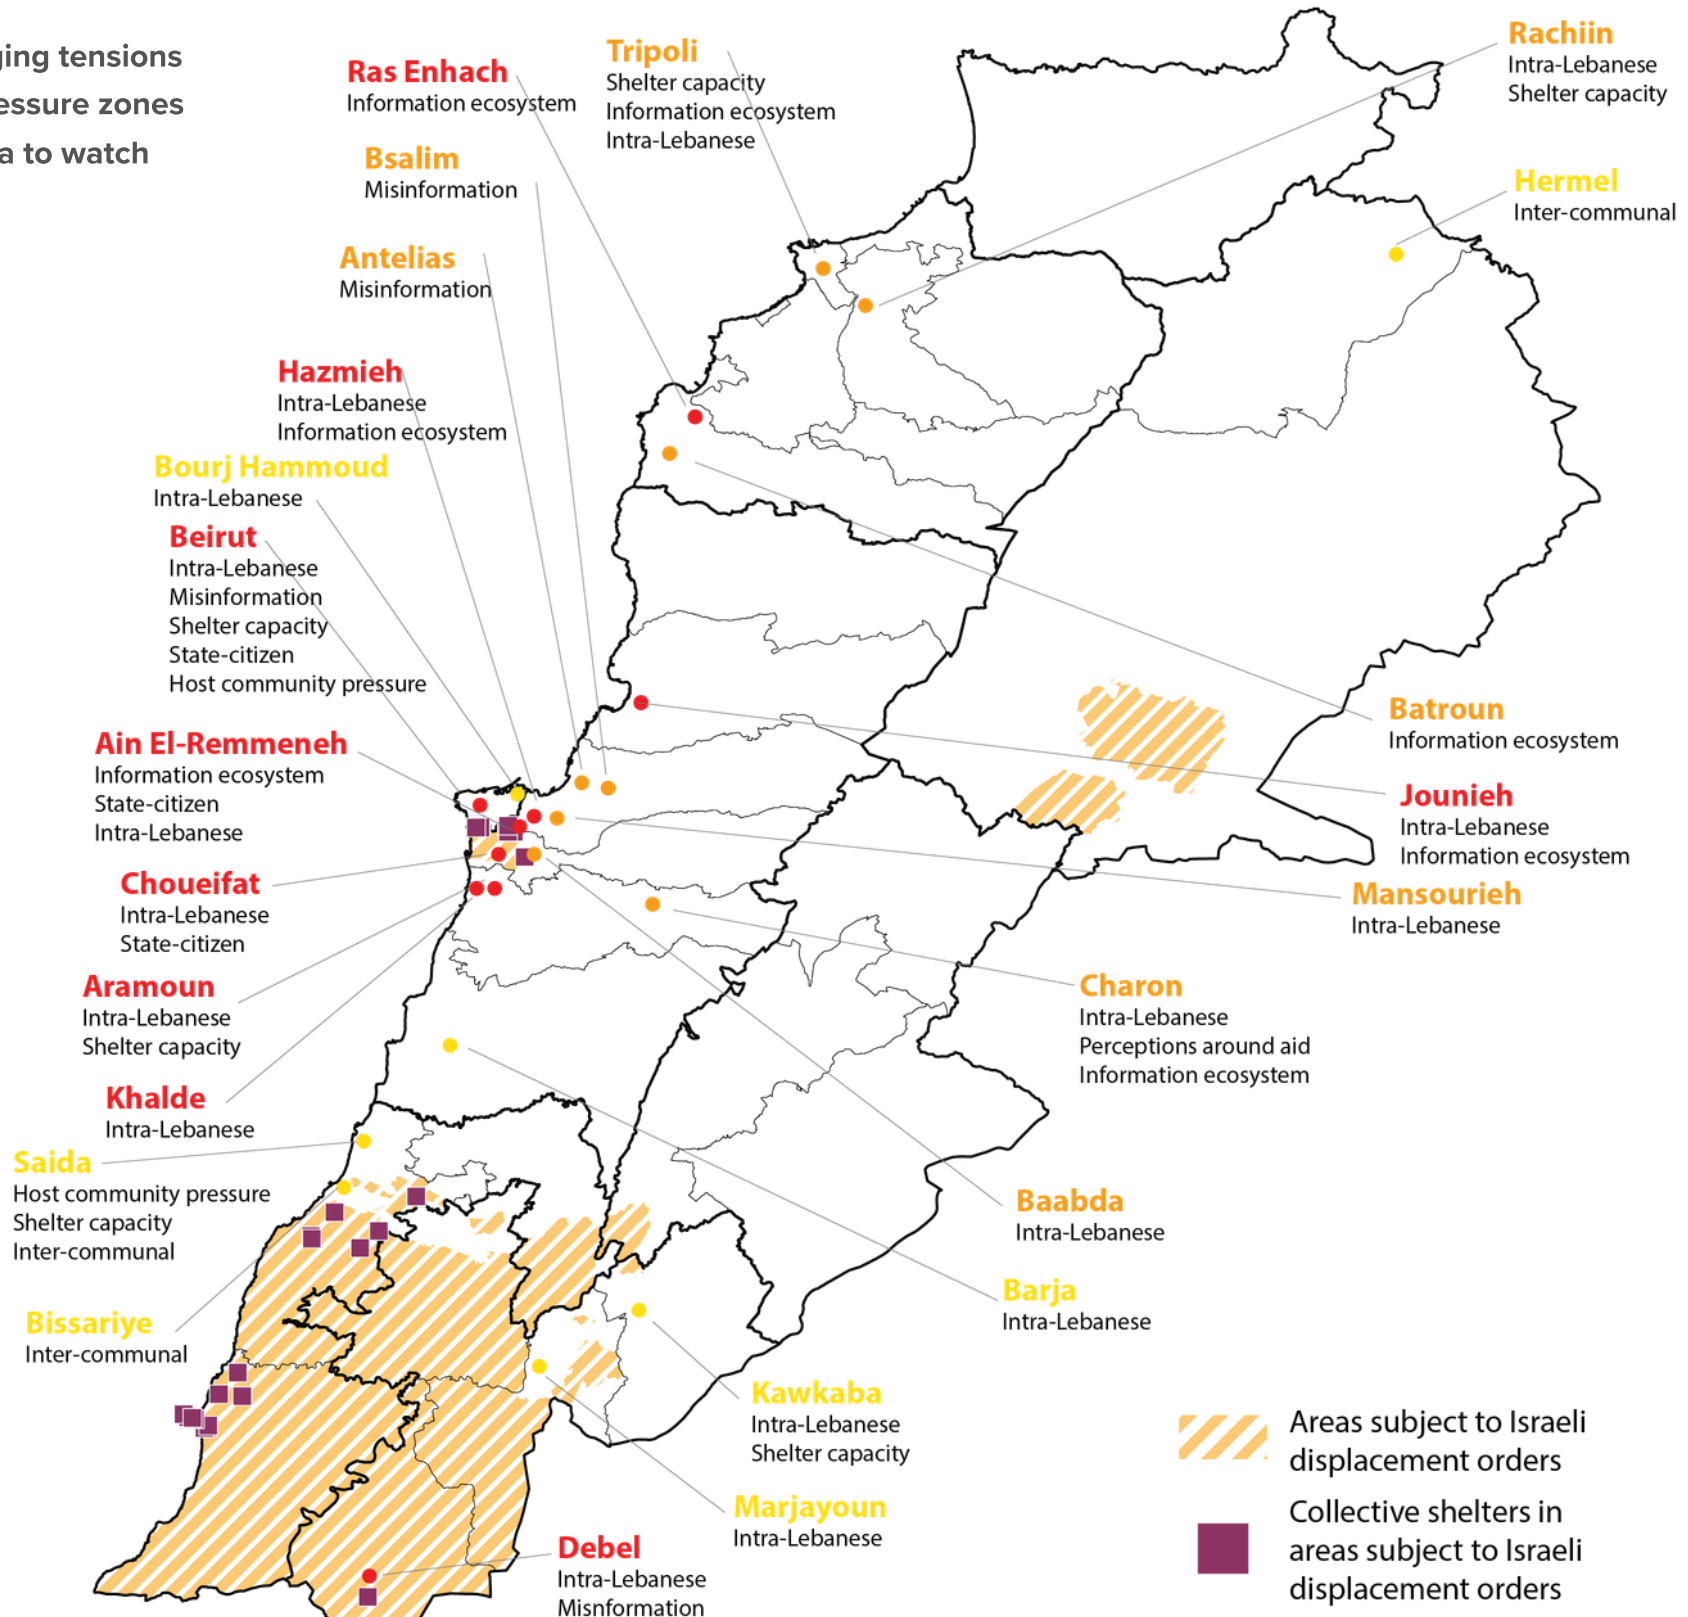 ging tensions
essure zones
a to watch
Ras Enhach
Information ecosystem
Tripoli
Shelter capacity
Information ecosystem
Intra-Lebanese
Rachiin
Intra-Lebanese
Shelter capacity
Bsalim
Misinformation
Hermel
Inter-communal
Antelias
Misinformation
Hazmieh
Intra-Lebanese
Information ecosystem
Bourj Hammoud
Intra-Lebanese
Beirut
Intra-Lebanese
Misinformation
Shelter capacity
State-citizen
Host community pressure
Batroun
Information ecosystem
Ain El-Remmeneh
Information ecosystem
State-citizen
Intra-Lebanese
Jounieh
Intra-Lebanese
Information ecosystem
Choueifat
Intra-Lebanese
State-citizen
Mansourieh
Intra-Lebanese
Aramoun
Intra-Lebanese
Shelter capacity
Charon
Intra-Lebanese
Perceptions around aid
Information ecosystem
Khalde
Intra-Lebanese
Saida
Host community pressure
Shelter capacity
Inter-communal
Baabda
Intra-Lebanese
Barja
Intra-Lebanese
Bissariye
Inter-communal
Kawkaba
Intra-Lebanese
Shelter capacity
Marjayoun
Intra-Lebanese
Debel
Intra-Lebanese
Misnformation
Areas subject to Israeli
displacement orders
Collective shelters in
areas subject to Israeli
displacement orders